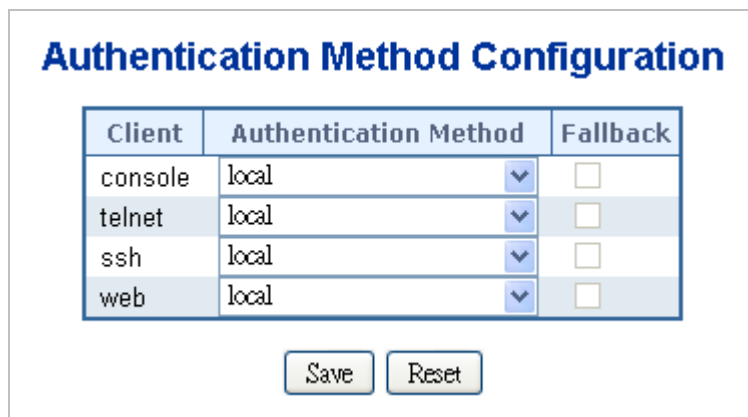 Authentication Method Configuration
Client Authentication Method Fallback
console local
telnet local
ssh local
web local
Save Reset